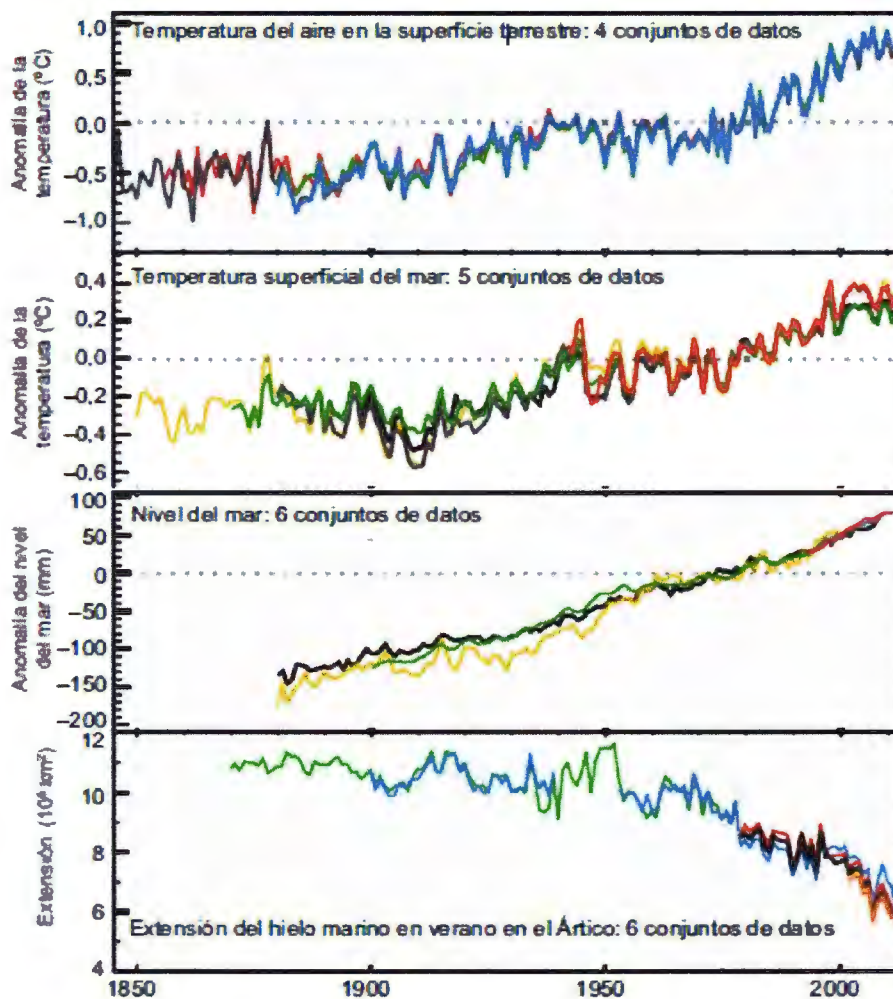 Temperatura del aire en la superficie terrestre: 4 conjuntos de datos
Anomalía de la
temperatura (ºC)
1.0
0.5
0.0
−0.5
−1.0
Temperatura superficial del mar: 5 conjuntos de datos
Anomalía de la
temperatura (ºC)
0.4
0.2
0.0
−0.2
−0.4
−0.6
Nivel del mar: 6 conjuntos de datos
Anomalía del nivel
del mar (mm)
100
50
0
−50
−100
−150
−200
Extensión (10⁶ km²)
12
10
8
6
4
Extensión del hielo marino en verano en el Ártico: 6 conjuntos de datos
1850
1900
1950
2000